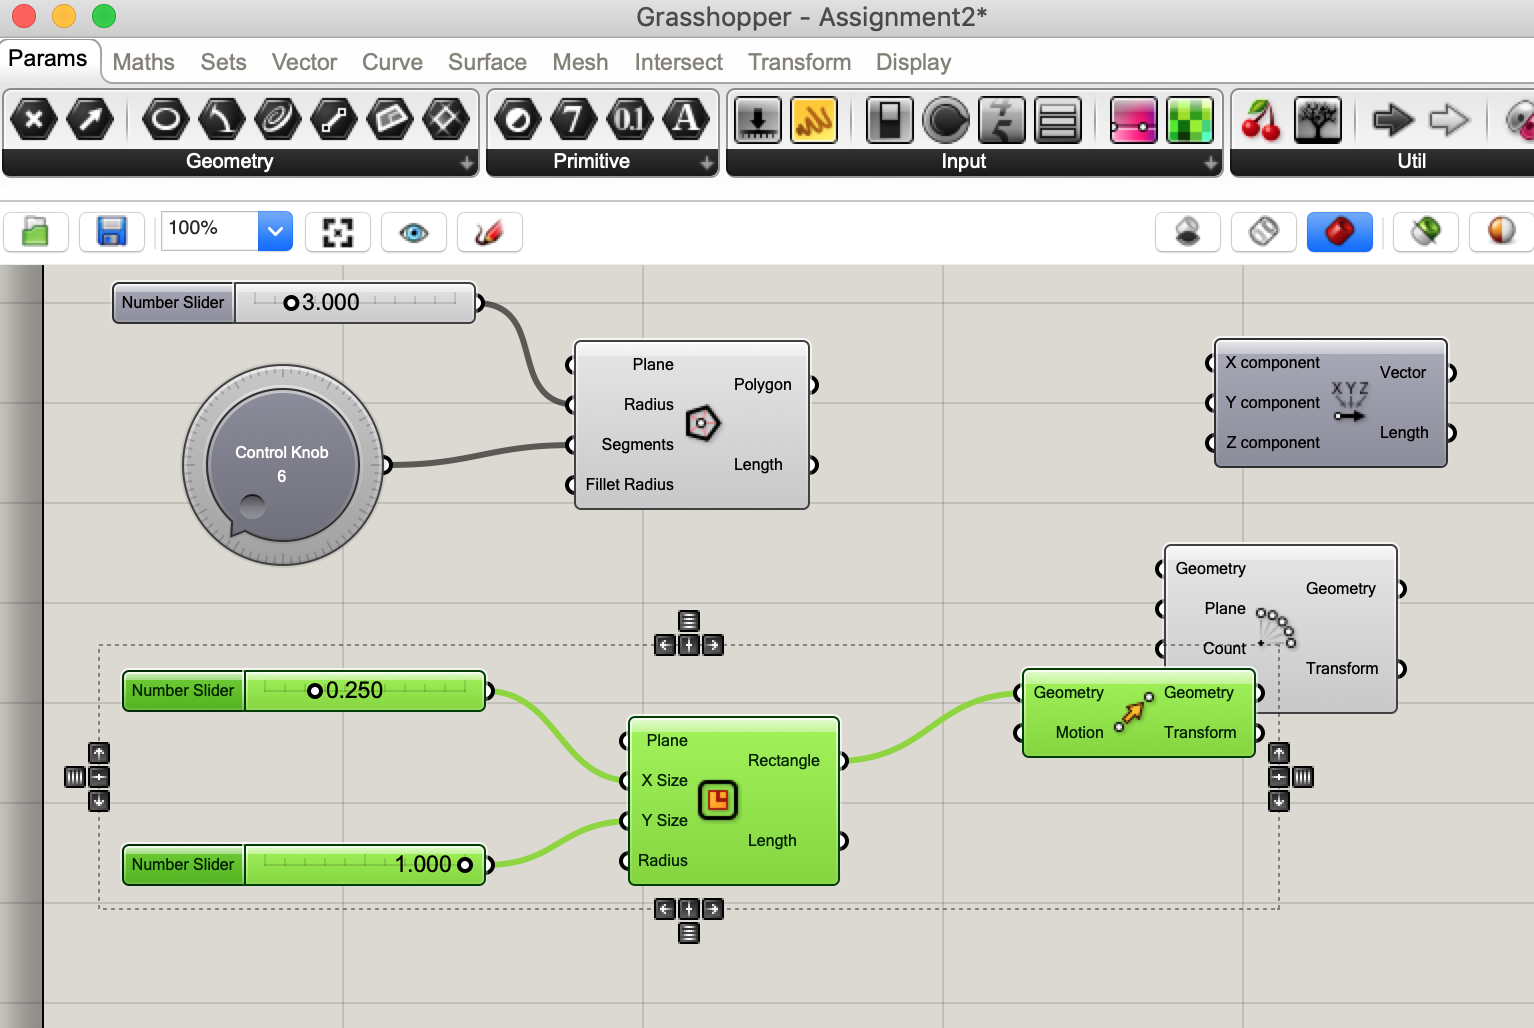 Grasshopper - Assignment2*
Params Maths Sets Vector Curve Surface Mesh Intersect Transform Display
7 0.1 A
Geometry Primitive Input Util
100%
Number Slider 3.000
Plane
Radius
Segments
Fillet Radius
Polygon
Length
Control Knob
6
X component
Y component
Z component
X Y Z
Vector
Length
Geometry
Plane
Count
Geometry
Transform
Number Slider 0.250
Geometry
Motion
Geometry
Transform
Plane
X Size
Y Size
Radius
Rectangle
Length
Number Slider 1.000